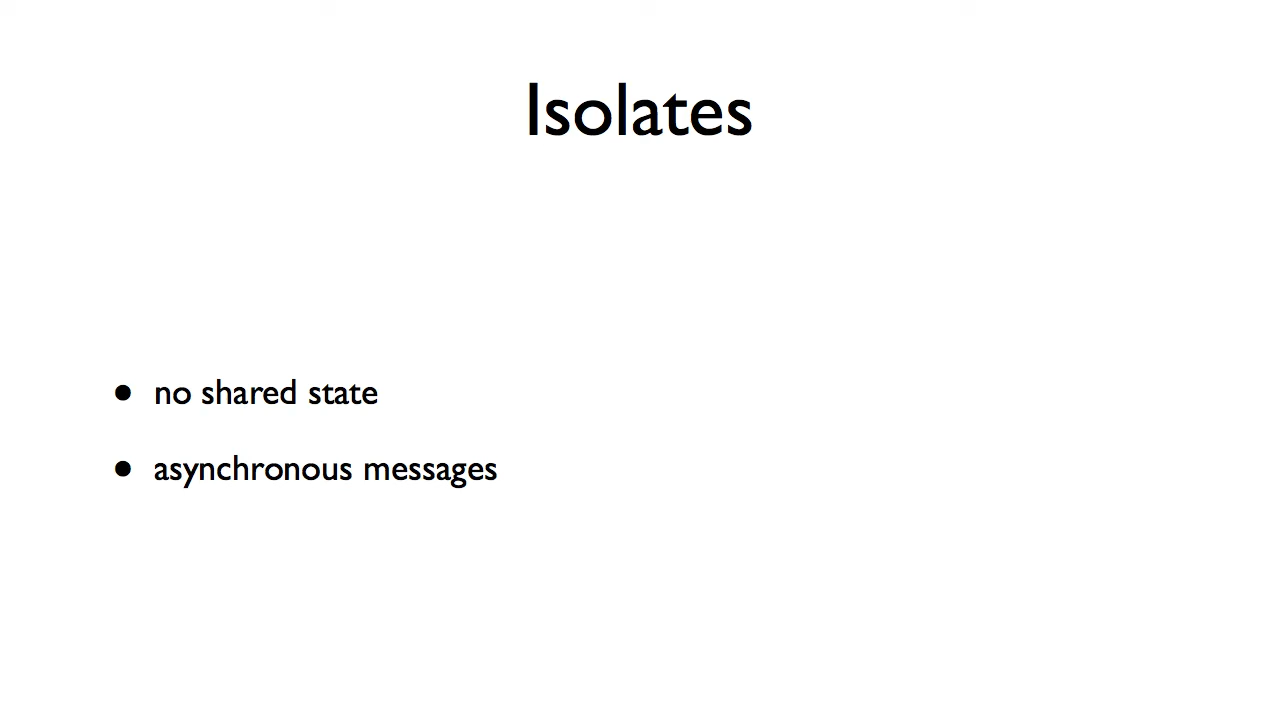 Isolates
• no shared state
• asynchronous messages